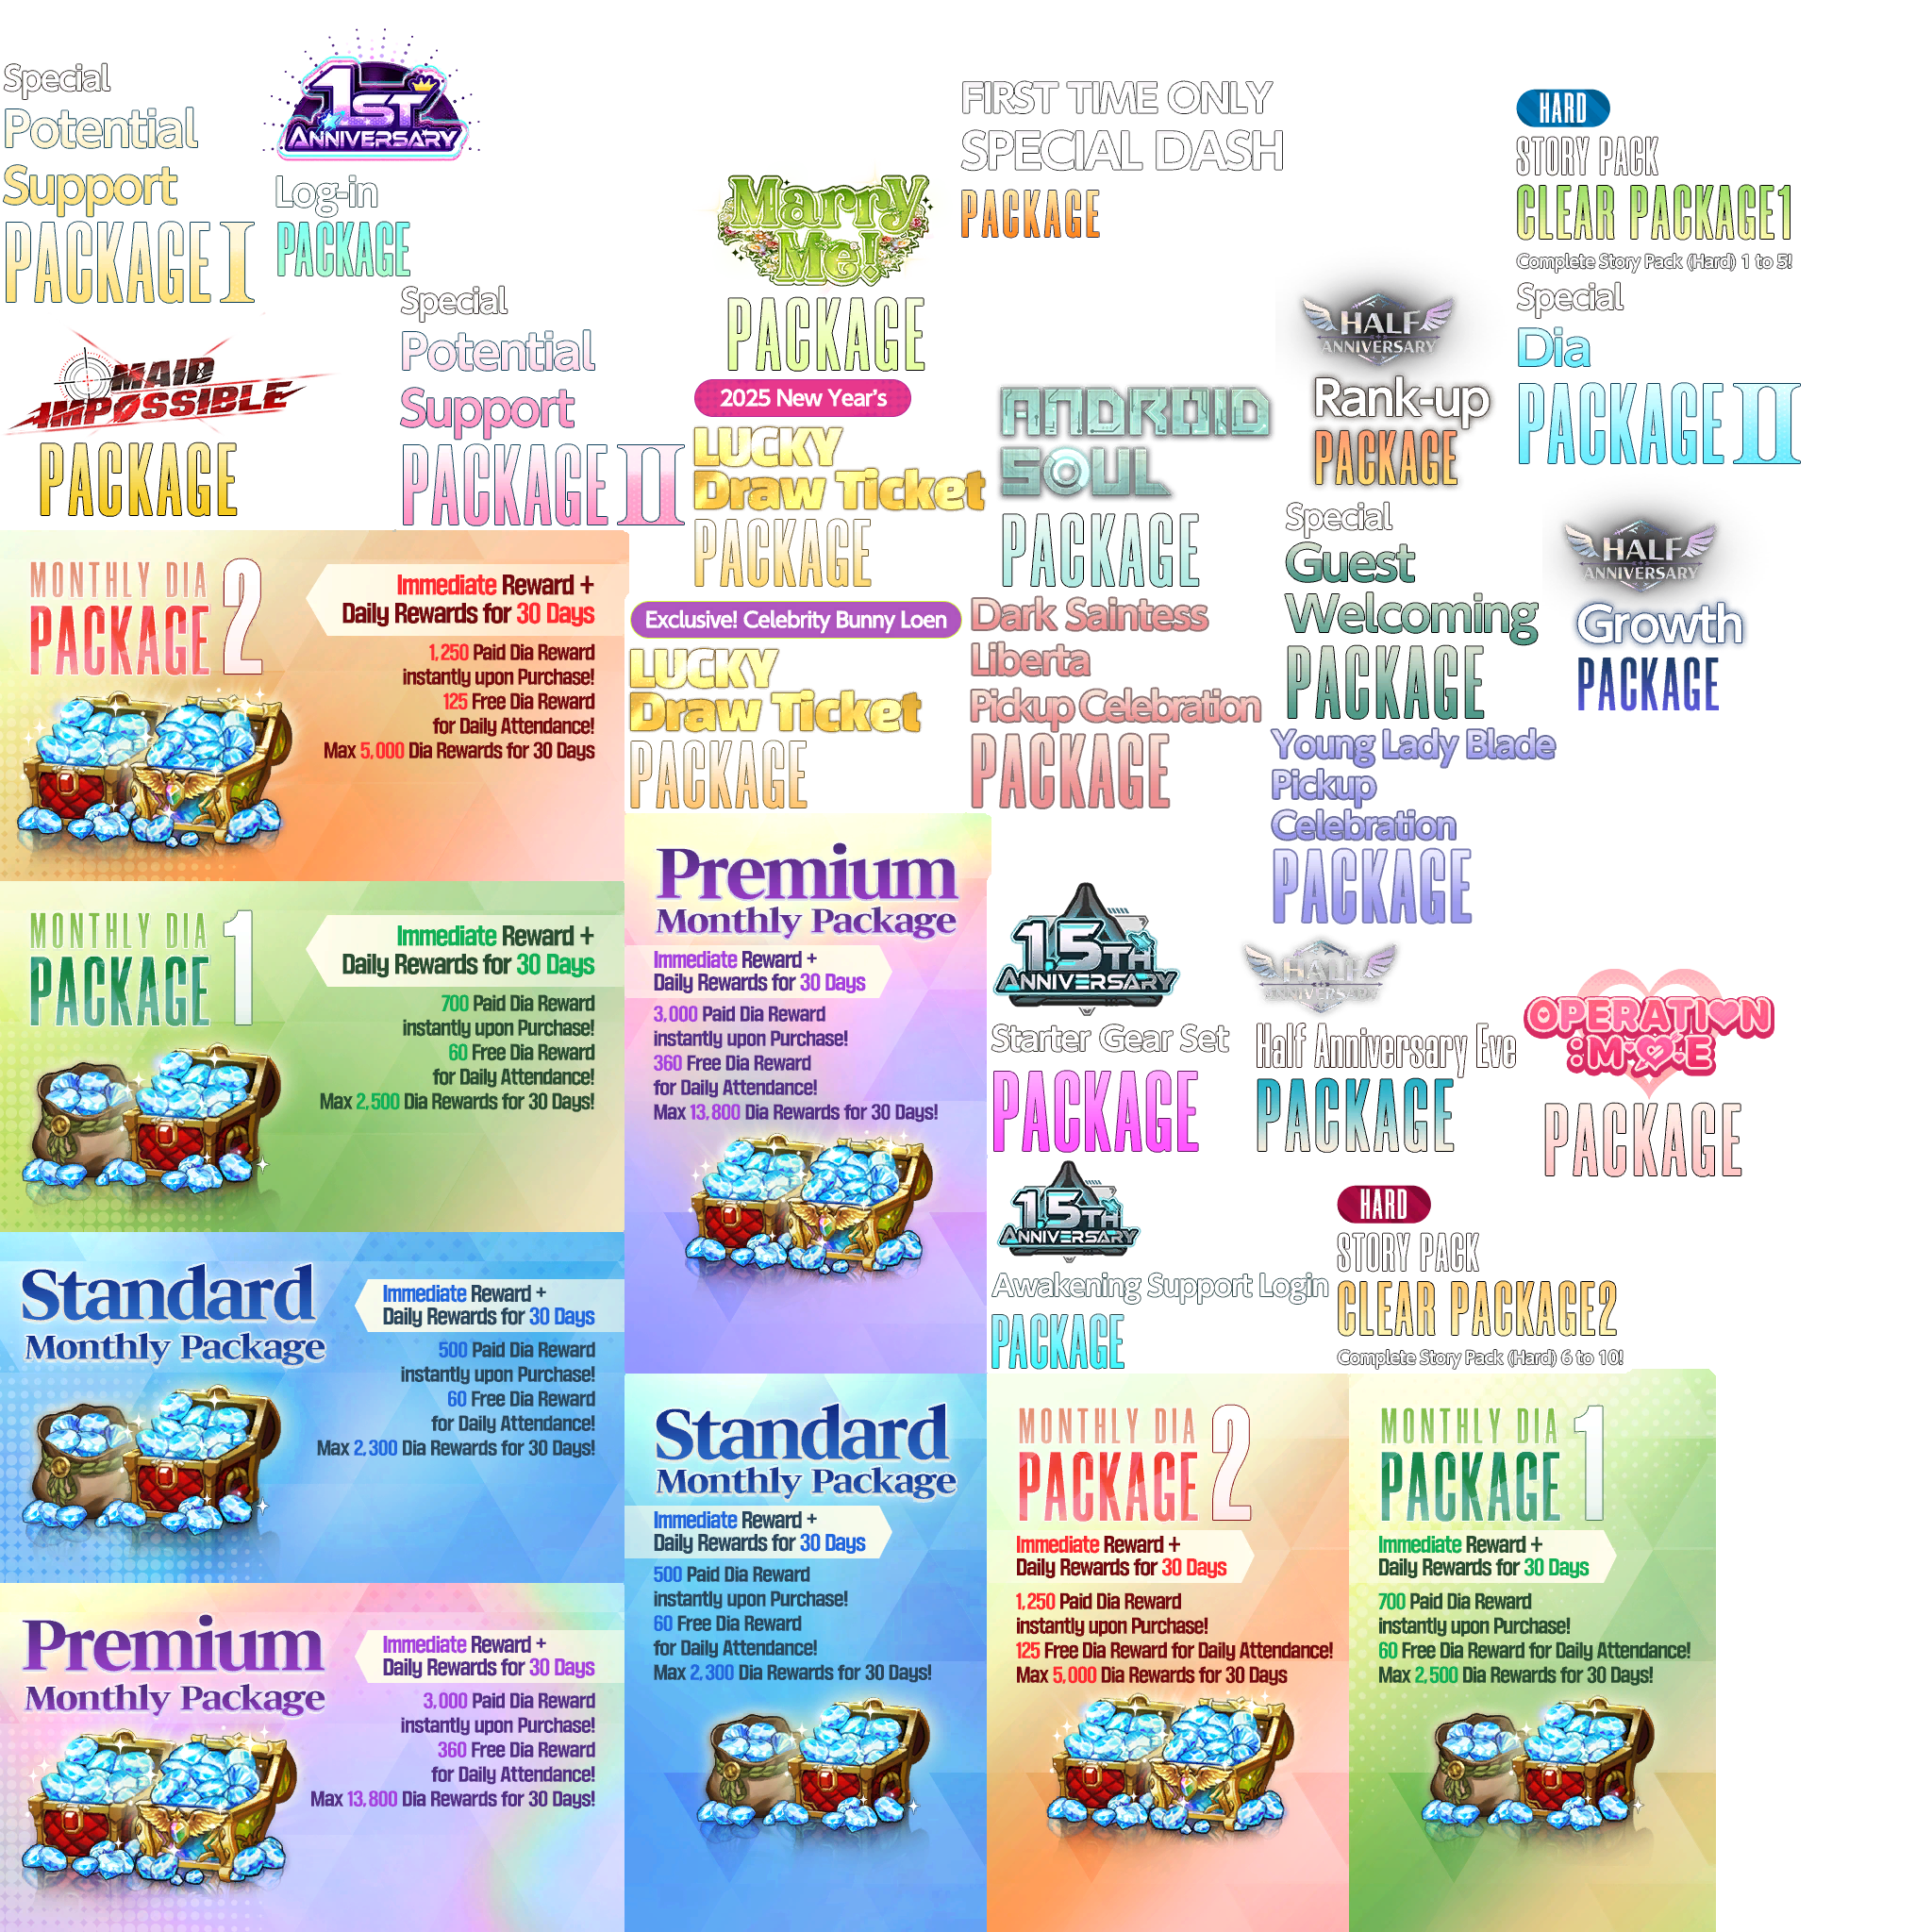 Special
Potential
Support
PACKAGE I
1ST
ANNIVERSARY
Log-in
PACKAGE
MAID
IMPOSSIBLE
PACKAGE
Special
Potential
Support
PACKAGE II
Marry
Me!
PACKAGE
2025 New Year's
LUCKY
Draw Ticket
PACKAGE
Exclusive! Celebrity Bunny Loen
LUCKY
Draw Ticket
PACKAGE
FIRST TIME ONLY
SPECIAL DASH
PACKAGE
ANDROID
SOUL
PACKAGE
Dark Saintess
Liberta
Pickup Celebration
PACKAGE
HALF
ANNIVERSARY
Rank-up
PACKAGE
Special
Guest
Welcoming
PACKAGE
Young Lady Blade
Pickup
Celebration
PACKAGE
HARD
STORY PACK
CLEAR PACKAGE1
Complete Story Pack (Hard) 1 to 5!
Special
Dia
PACKAGE II
HALF
ANNIVERSARY
Growth
PACKAGE
MONTHLY DIA
PACKAGE 2
Immediate Reward +
Daily Rewards for 30 Days
1,250 Paid Dia Reward
instantly upon Purchase!
125 Free Dia Reward
for Daily Attendance!
Max 5,000 Dia Rewards for 30 Days
MONTHLY DIA
PACKAGE 1
Immediate Reward +
Daily Rewards for 30 Days
700 Paid Dia Reward
instantly upon Purchase!
60 Free Dia Reward
for Daily Attendance!
Max 2,500 Dia Rewards for 30 Days!
Standard
Monthly Package
Immediate Reward +
Daily Rewards for 30 Days
500 Paid Dia Reward
instantly upon Purchase!
60 Free Dia Reward
for Daily Attendance!
Max 2,300 Dia Rewards for 30 Days!
Premium
Monthly Package
Immediate Reward +
Daily Rewards for 30 Days
3,000 Paid Dia Reward
instantly upon Purchase!
360 Free Dia Reward
for Daily Attendance!
Max 13,800 Dia Rewards for 30 Days!
Premium
Monthly Package
Immediate Reward +
Daily Rewards for 30 Days
3,000 Paid Dia Reward
instantly upon Purchase!
360 Free Dia Reward
for Daily Attendance!
Max 13,800 Dia Rewards for 30 Days!
Standard
Monthly Package
Immediate Reward +
Daily Rewards for 30 Days
500 Paid Dia Reward
instantly upon Purchase!
60 Free Dia Reward
for Daily Attendance!
Max 2,300 Dia Rewards for 30 Days!
1.5TH
ANNIVERSARY
Starter Gear Set
PACKAGE
HALF
ANNIVERSARY
Half Anniversary Eve
PACKAGE
OPERATION
:M·O·E
PACKAGE
1.5TH
ANNIVERSARY
Awakening Support Login
PACKAGE
HARD
STORY PACK
CLEAR PACKAGE2
Complete Story Pack (Hard) 6 to 10!
MONTHLY DIA
PACKAGE 2
Immediate Reward +
Daily Rewards for 30 Days
1,250 Paid Dia Reward
instantly upon Purchase!
125 Free Dia Reward for Daily Attendance!
Max 5,000 Dia Rewards for 30 Days
MONTHLY DIA
PACKAGE 1
Immediate Reward +
Daily Rewards for 30 Days
700 Paid Dia Reward
instantly upon Purchase!
60 Free Dia Reward for Daily Attendance!
Max 2,500 Dia Rewards for 30 Days!